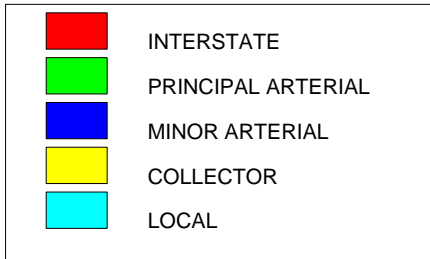 INTERSTATE
PRINCIPAL ARTERIAL
MINOR ARTERIAL
COLLECTOR
LOCAL